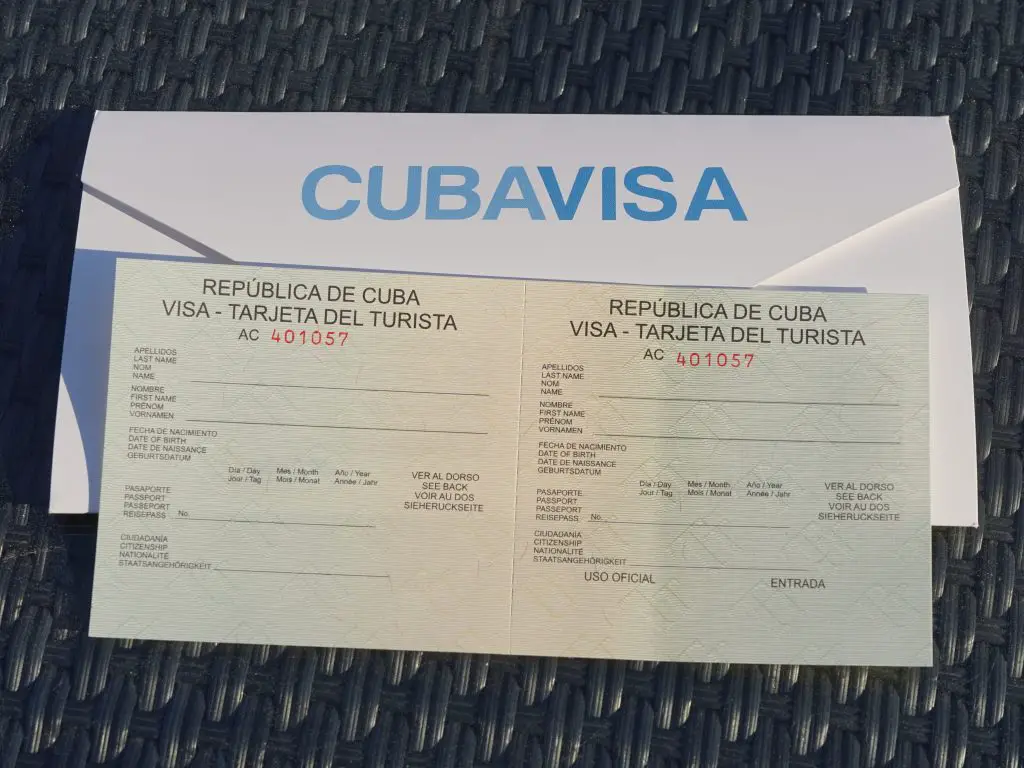 CUBAVISA
REPÚBLICA DE CUBA
VISA - TARJETA DEL TURISTA
AC 401057
APELLIDOS
LAST NAME
NOM
NAME
NOMBRE
FIRST NAME
PRÉNOM
VORNAMEN
FECHA DE NACIMIENTO
DATE OF BIRTH
DATE DE NAISSANCE
GEBURTSDATUM
Día / Day Mes / Month Año / Year
Jour / Tag Mois / Monat Année / Jahr
VER AL DORSO
SEE BACK
VOIR AU DOS
SIEHERUCKSEITE
PASAPORTE
PASSPORT
PASSEPORT
REISEPASS No.
CIUDADANÍA
CITIZENSHIP
NATIONALITÉ
STAATSANGEHÖRIGKEIT
REPÚBLICA DE CUBA
VISA - TARJETA DEL TURISTA
AC 401057
APELLIDOS
LAST NAME
NOM
NAME
NOMBRE
FIRST NAME
PRÉNOM
VORNAMEN
FECHA DE NACIMIENTO
DATE OF BIRTH
DATE DE NAISSANCE
GEBURTSDATUM
Día / Day Mes / Month Año / Year
Jour / Tag Mois / Monat Année / Jahr
VER AL DORSO
SEE BACK
VOIR AU DOS
SIEHERUCKSEITE
PASAPORTE
PASSPORT
PASSEPORT
REISEPASS No.
CIUDADANÍA
CITIZENSHIP
NATIONALITÉ
STAATSANGEHÖRIGKEIT
USO OFICIAL ENTRADA